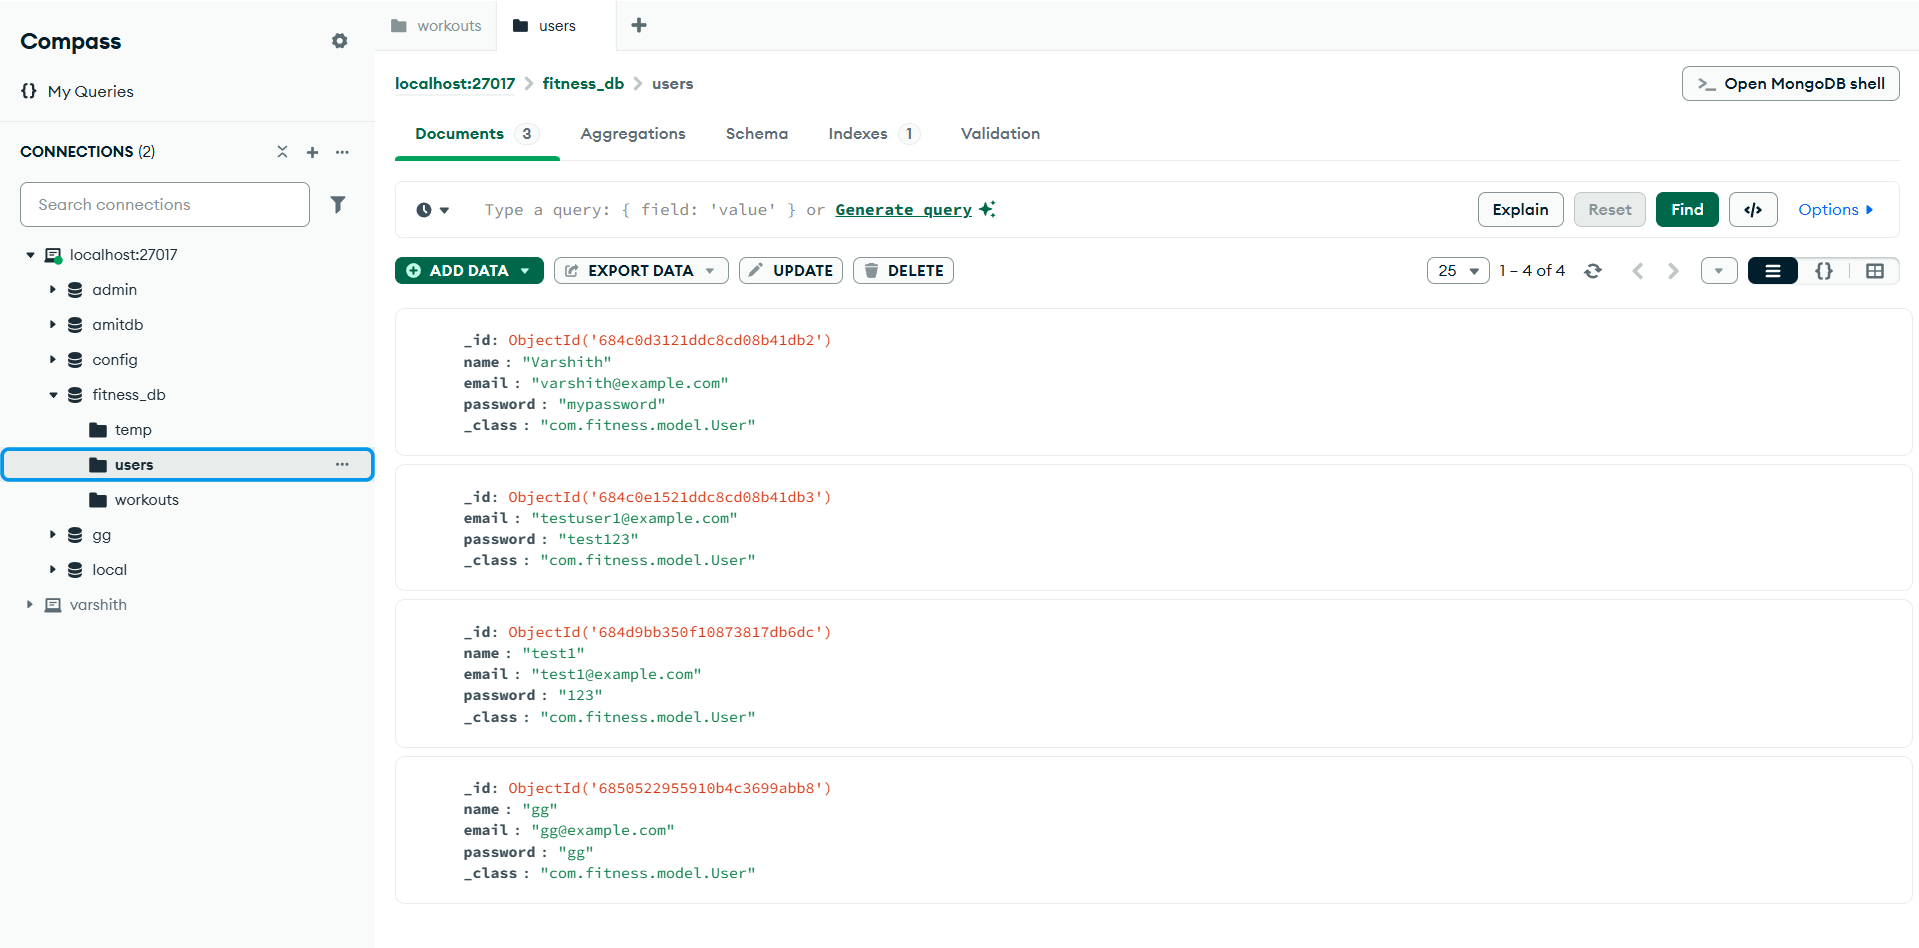 Compass
My Queries
CONNECTIONS (2)
Search connections
localhost:27017
admin
amitdb
config
fitness_db
temp
users
workouts
gg
local
varshith
workouts
users
localhost:27017 > fitness_db > users
>_ Open MongoDB shell
Documents 3 Aggregations Schema Indexes 1 Validation
Type a query: { field: 'value' } or Generate query
Explain Reset Find </> Options
ADD DATA EXPORT DATA UPDATE DELETE
25 1 – 4 of 4 {}
_id: ObjectId('684c0d3121ddc8cd08b41db2')
name : "Varshith"
email : "varshith@example.com"
password : "mypassword"
_class : "com.fitness.model.User"
_id: ObjectId('684c0e1521ddc8cd08b41db3')
email : "testuser1@example.com"
password : "test123"
_class : "com.fitness.model.User"
_id: ObjectId('684d9bb350f10873817db6dc')
name : "test1"
email : "test1@example.com"
password : "123"
_class : "com.fitness.model.User"
_id: ObjectId('6850522955910b4c3699abb8')
name : "gg"
email : "gg@example.com"
password : "gg"
_class : "com.fitness.model.User"